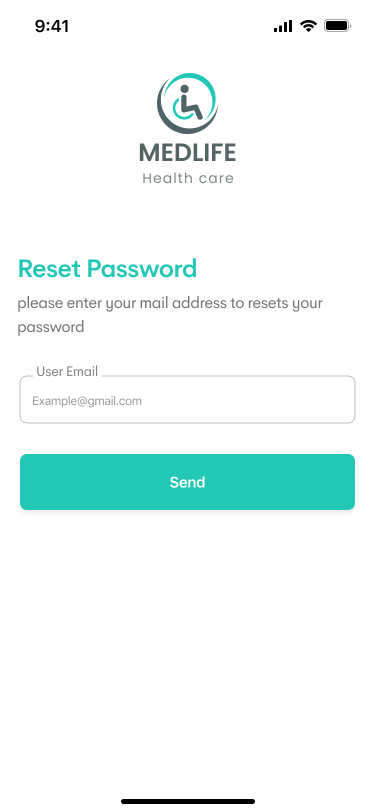 9:41
MEDLIFE
Health care
Reset Password
please enter your mail address to resets your
password
User Email
Example@gmail.com
Send